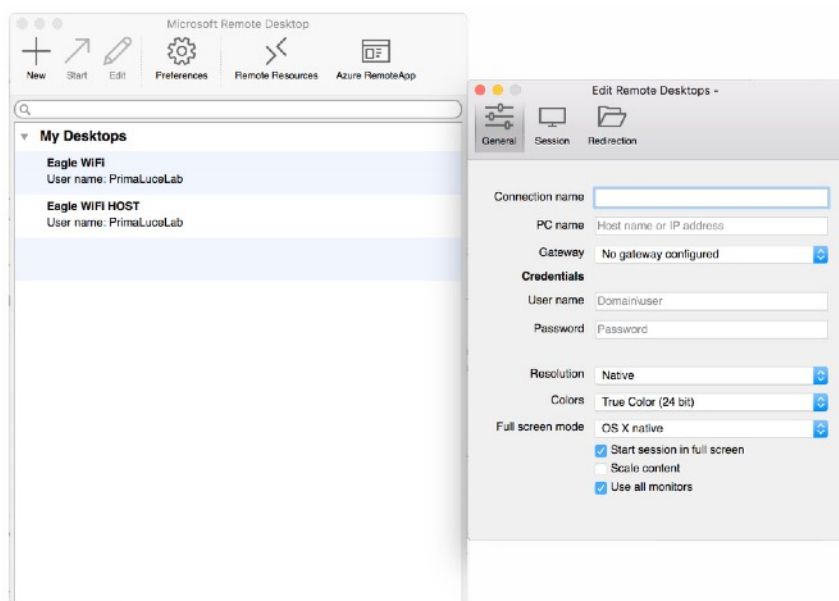 Microsoft Remote Desktop
New
Start
Edit
Preferences
Remote Resources
Azure RemoteApp
My Desktops
Eagle WiFi
User name: PrimaLuceLab
Eagle WiFi HOST
User name: PrimaLuceLab
Edit Remote Desktops -
General
Session
Redirection
Connection name
PC name Host name or IP address
Gateway No gateway configured
Credentials
User name Domain\user
Password Password
Resolution Native
Colors True Color (24 bit)
Full screen mode OS X native
Start session in full screen
Scale content
Use all monitors